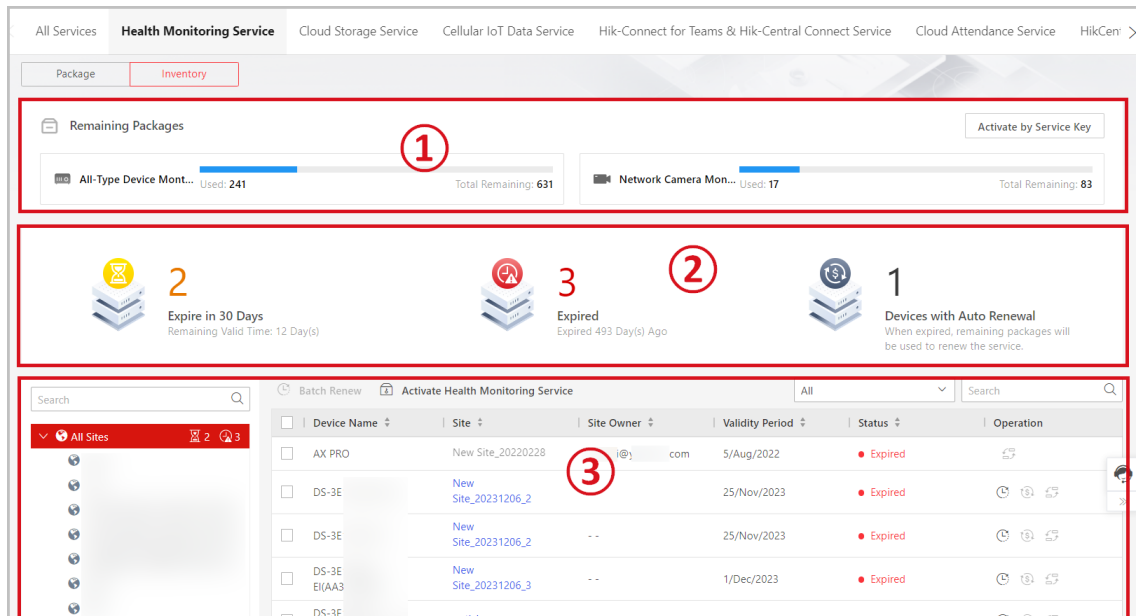 All Services Health Monitoring Service Cloud Storage Service Cellular IoT Data Service Hik-Connect for Teams & Hik-Central Connect Service Cloud Attendance Service HikCen
Package Inventory
Remaining Packages Activate by Service Key
①
All-Type Device Mont... Used: 241 Total Remaining: 631 Network Camera Mon... Used: 17 Total Remaining: 83
②
2 3 1
Expire in 30 Days Expired Devices with Auto Renewal
Remaining Valid Time: 12 Day(s) Expired 493 Day(s) Ago When expired, remaining packages will
be used to renew the service.
Search Batch Renew Activate Health Monitoring Service All Search
Device Name Site Site Owner Validity Period Status Operation
All Sites 2 3
AX PRO New Site_20220228 i@y com 5/Aug/2022 Expired
③
DS-3E New
Site_20231206_2 25/Nov/2023 Expired
DS-3E New
Site_20231206_2 - - 25/Nov/2023 Expired
DS-3E New
EI(AA3 Site_20231206_3 - - 1/Dec/2023 Expired
DS-3E